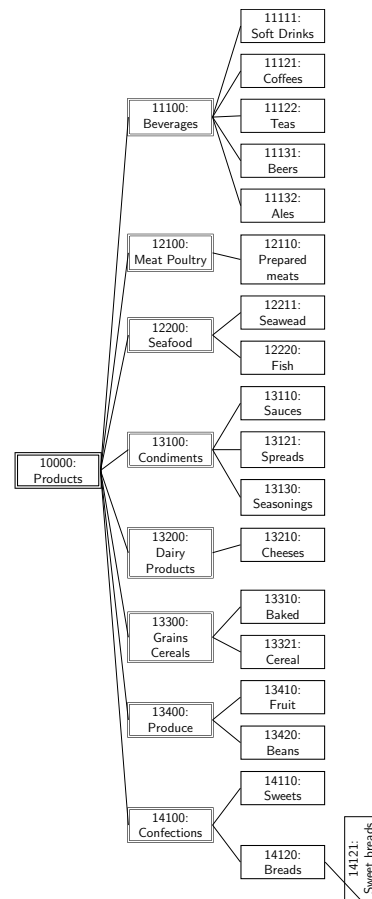 11111:
Soft Drinks
11121:
Coffees
11100:
Beverages
11122:
Teas
11131:
Beers
11132:
Ales
12100:
Meat Poultry
12110:
Prepared
meats
12200:
Seafood
12211:
Seawead
12220:
Fish
13110:
Sauces
10000:
Products
13100:
Condiments
13121:
Spreads
13130:
Seasonings
13200:
Dairy
Products
13210:
Cheeses
13300:
Grains
Cereals
13310:
Baked
13321:
Cereal
13400:
Produce
13410:
Fruit
13420:
Beans
14100:
Confections
14110:
Sweets
14120:
Breads
14121:
Sweet breads